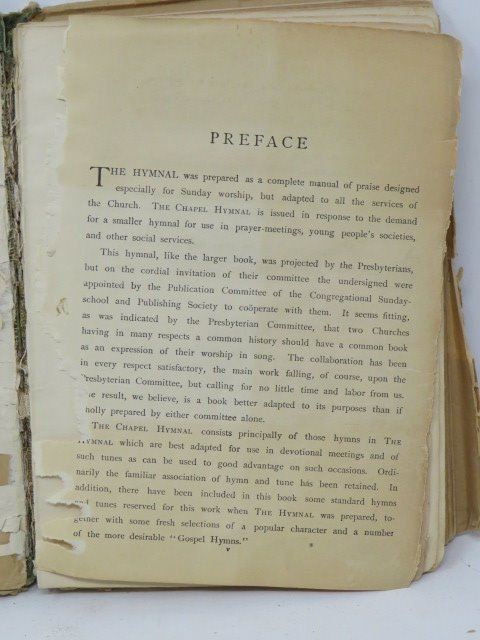 PREFACE
THE HYMNAL was prepared as a complete manual of praise designed
especially for Sunday worship, but adapted to all the services of
the Church. THE CHAPEL HYMNAL is issued in response to the demand
for a smaller hymnal for use in prayer-meetings, young people's societies,
and other social services.
This hymnal, like the larger book, was projected by the Presbyterians,
but on the cordial invitation of their committee the undersigned were
appointed by the Publication Committee of the Congregational Sunday-
school and Publishing Society to coöperate with them. It seems fitting,
as was indicated by the Presbyterian Committee, that two Churches
having in many respects a common history should have a common book
as an expression of their worship in song. The collaboration has been
in every respect satisfactory, the main work falling, of course, upon the
resbyterian Committee, but calling for no little time and labor from us.
he result, we believe, is a book better adapted to its purposes than if
holly prepared by either committee alone.
THE CHAPEL HYMNAL consists principally of those hymns in THE
HYMNAL which are best adapted for use in devotional meetings and of
such tunes as can be used to good advantage on such occasions. Ordi-
narily the familiar association of hymn and tune has been retained. In
addition, there have been included in this book some standard hymns
and tunes reserved for this work when THE HYMNAL was prepared, to-
gether with some fresh selections of a popular character and a number
of the more desirable "Gospel Hymns."
v